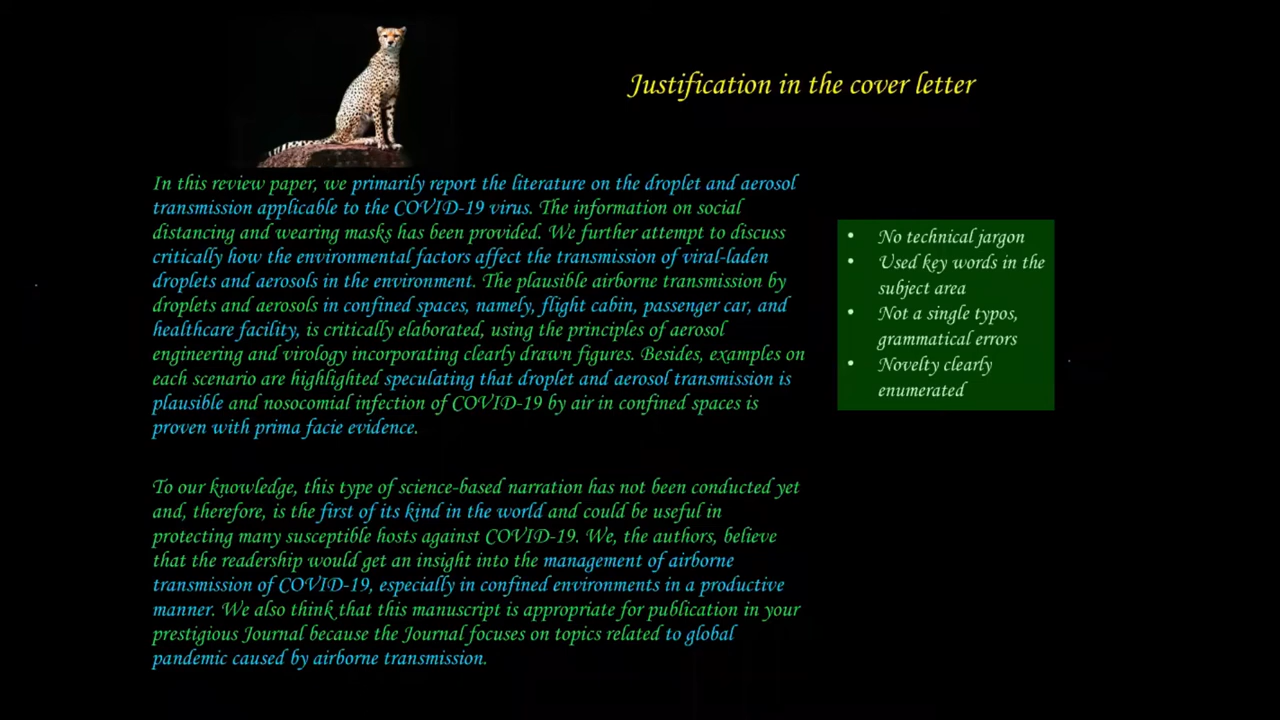 Justification in the cover letter
In this review paper, we primarily report the literature on the droplet and aerosol
transmission applicable to the COVID-19 virus. The information on social
distancing and wearing masks has been provided. We further attempt to discuss
critically how the environmental factors affect the transmission of viral-laden
droplets and aerosols in the environment. The plausible airborne transmission by
droplets and aerosols in confined spaces, namely, flight cabin, passenger car, and
healthcare facility, is critically elaborated, using the principles of aerosol
engineering and virology incorporating clearly drawn figures. Besides, examples on
each scenario are highlighted speculating that droplet and aerosol transmission is
plausible and nosocomial infection of COVID-19 by air in confined spaces is
proven with prima facie evidence.
To our knowledge, this type of science-based narration has not been conducted yet
and, therefore, is the first of its kind in the world and could be useful in
protecting many susceptible hosts against COVID-19. We, the authors, believe
that the readership would get an insight into the management of airborne
transmission of COVID-19, especially in confined environments in a productive
manner. We also think that this manuscript is appropriate for publication in your
prestigious Journal because the Journal focuses on topics related to global
pandemic caused by airborne transmission.
• No technical jargon
• Used key words in the
subject area
• Not a single typos,
grammatical errors
• Novelty clearly
enumerated